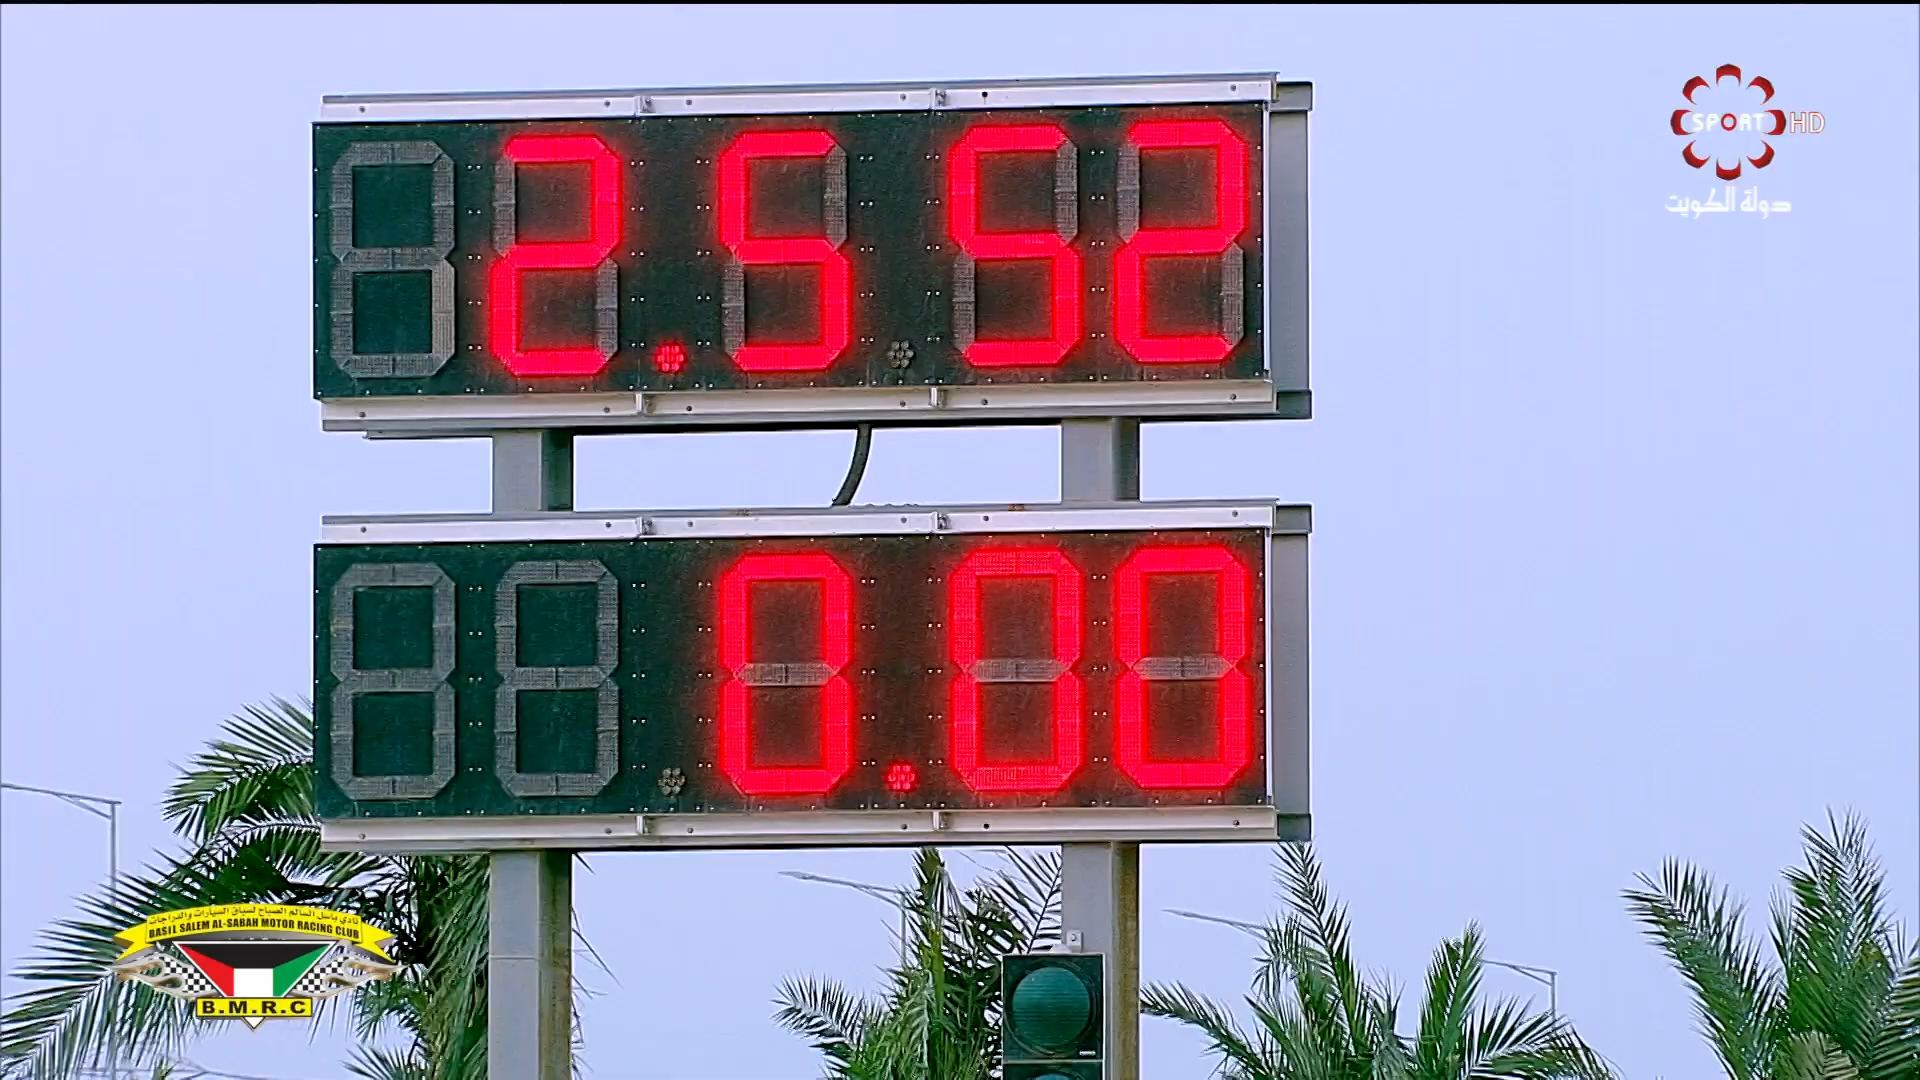 SPORT HD
دولة الكويت
2.552
0.00
نادي باسل السالم الصباح لسباق السيارات والدراجات
BASIL SALEM AL-SABAH MOTOR RACING CLUB
B.M.R.C